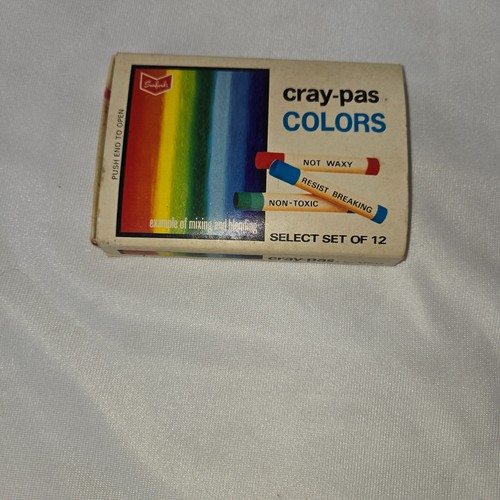 Sanford's
PUSH END TO OPEN
example of mixing and blending
cray-pas
COLORS
NOT WAXY
RESIST BREAKING
NON-TOXIC
SELECT SET OF 12
cray-pas